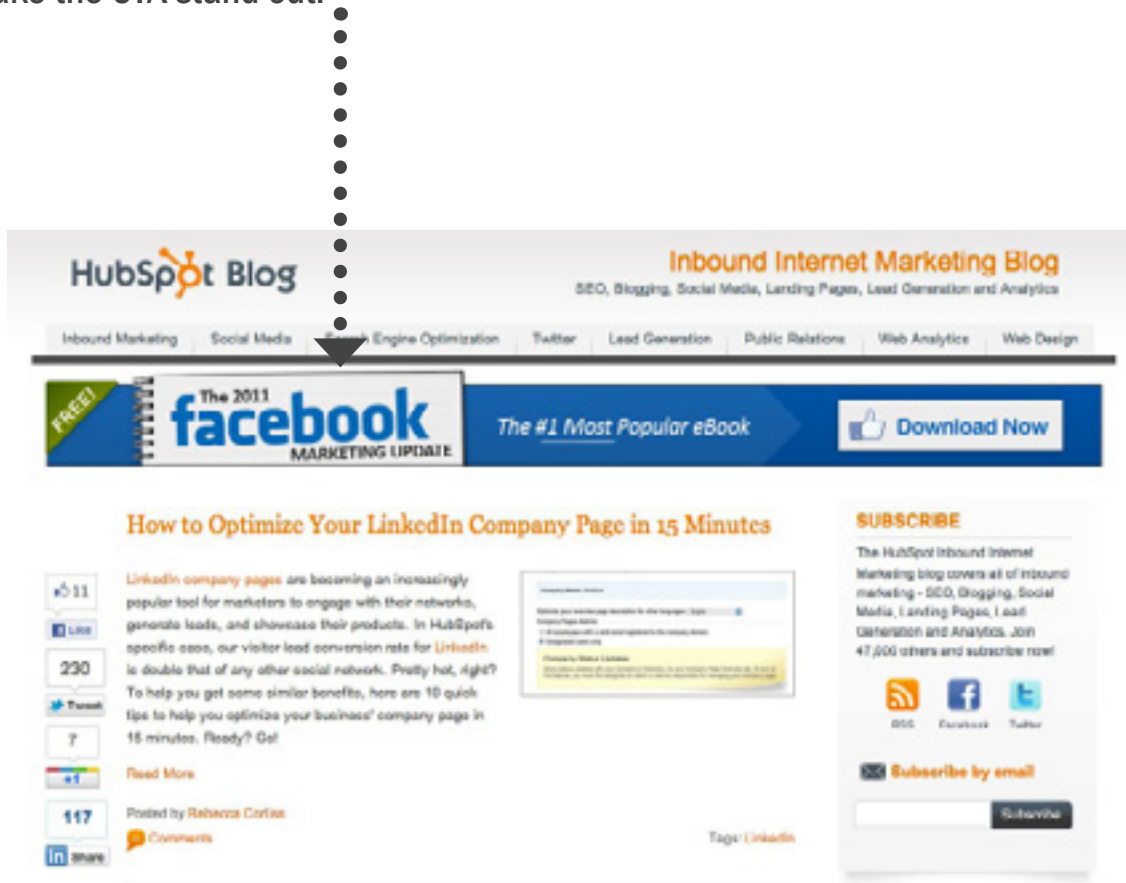 ake the CTA stand out.
HubSpot Blog
Inbound Internet Marketing Blog
SEO, Blogging, Social Media, Landing Pages, Lead Generation and Analytics
Inbound Marketing Social Media Search Engine Optimization Twitter Lead Generation Public Relations Web Analytics Web Design
FREE!
The 2011
facebook
MARKETING UPDATE
The #1 Most Popular eBook
Download Now
How to Optimize Your LinkedIn Company Page in 15 Minutes
LinkedIn company pages are becoming an increasingly
popular tool for marketers to engage with their networks,
generate leads, and showcase their products. In HubSpot's
specific case, our visitor lead conversion rate for LinkedIn
is double that of any other social network. Pretty hot, right?
To help you get some similar benefits, here are 10 quick
tips to help you optimize your business' company page in
15 minutes. Ready? Go!
Read More
Posted by Rebecca Corliss
Comments
Tags: LinkedIn
11
Like
230
Tweet
7
+1
117
in Share
Company Status Updates
SUBSCRIBE
The HubSpot Inbound Internet
Marketing blog covers all of inbound
marketing - SEO, Blogging, Social
Media, Landing Pages, Lead
Generation and Analytics. Join
47,000 others and subscribe now!
RSS Facebook Twitter
Subscribe by email
Subscribe